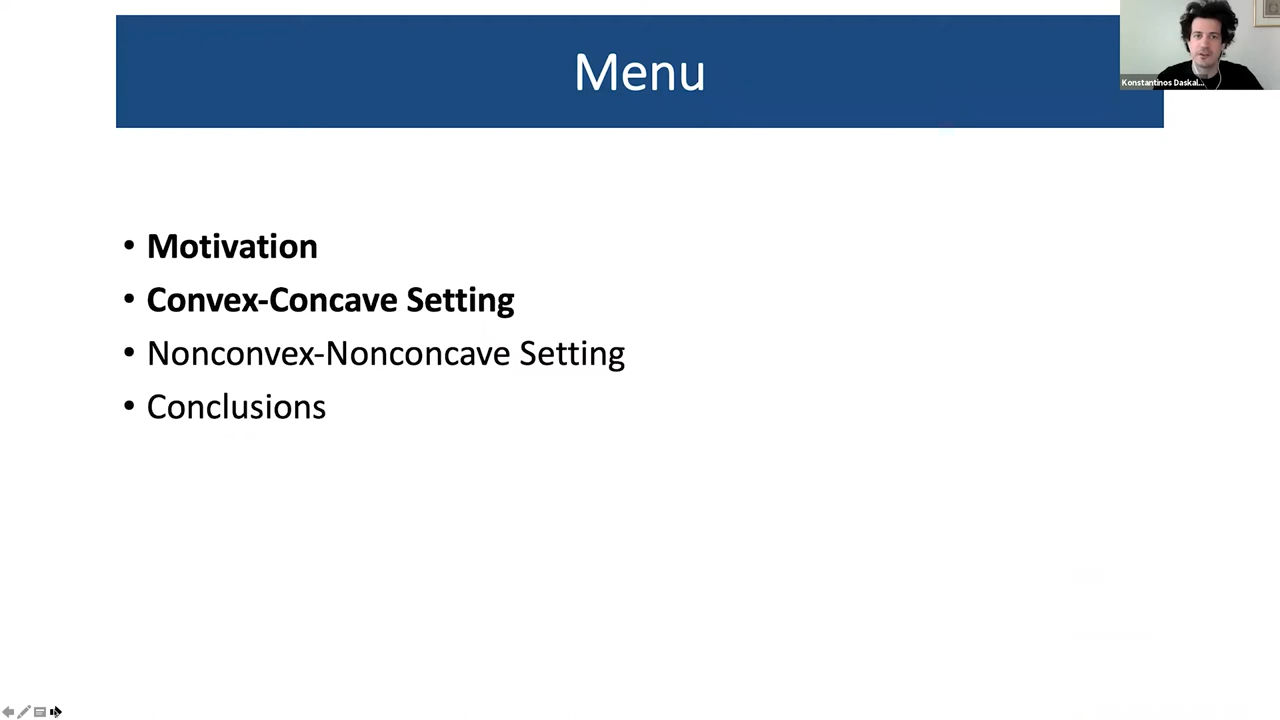 Menu
Konstantinos Daskal...
• Motivation
• Convex-Concave Setting
• Nonconvex-Nonconcave Setting
• Conclusions